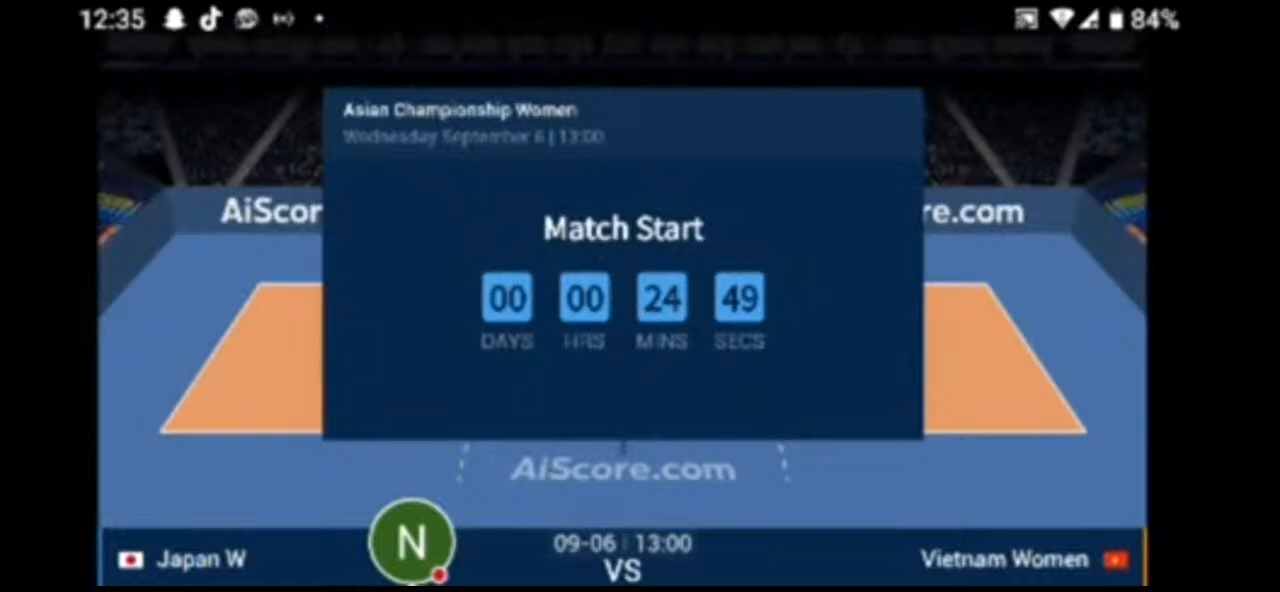 12:35
84%
Asian Championship Women
Wednesday September 6 | 13:00
AiScor
re.com
Match Start
00 00 24 49
DAYS HRS MINS SECS
AiScore.com
N
09-06 | 13:00
Japan W
VS
Vietnam Women